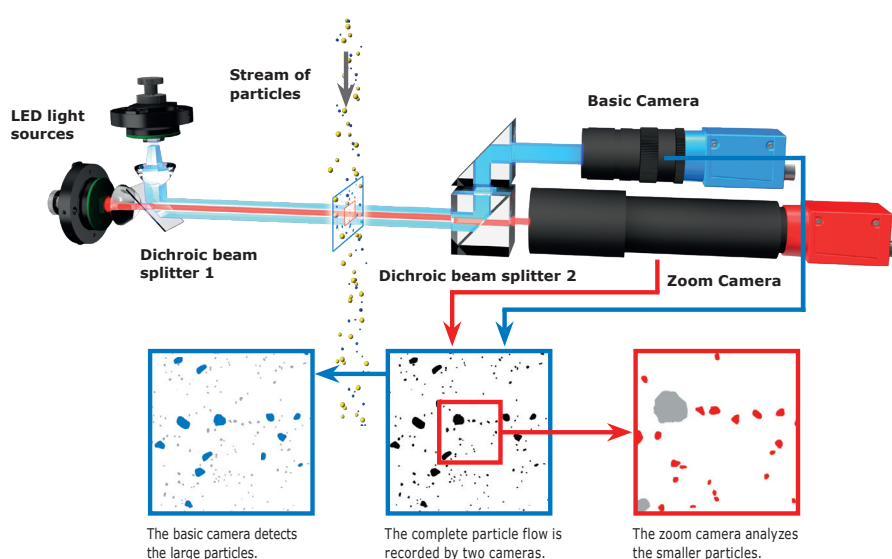 Stream of
particles
LED light
sources
Basic Camera
Dichroic beam
splitter 1
Dichroic beam splitter 2
Zoom Camera
The basic camera detects
the large particles.
The complete particle flow is
recorded by two cameras.
The zoom camera analyzes
the smaller particles.